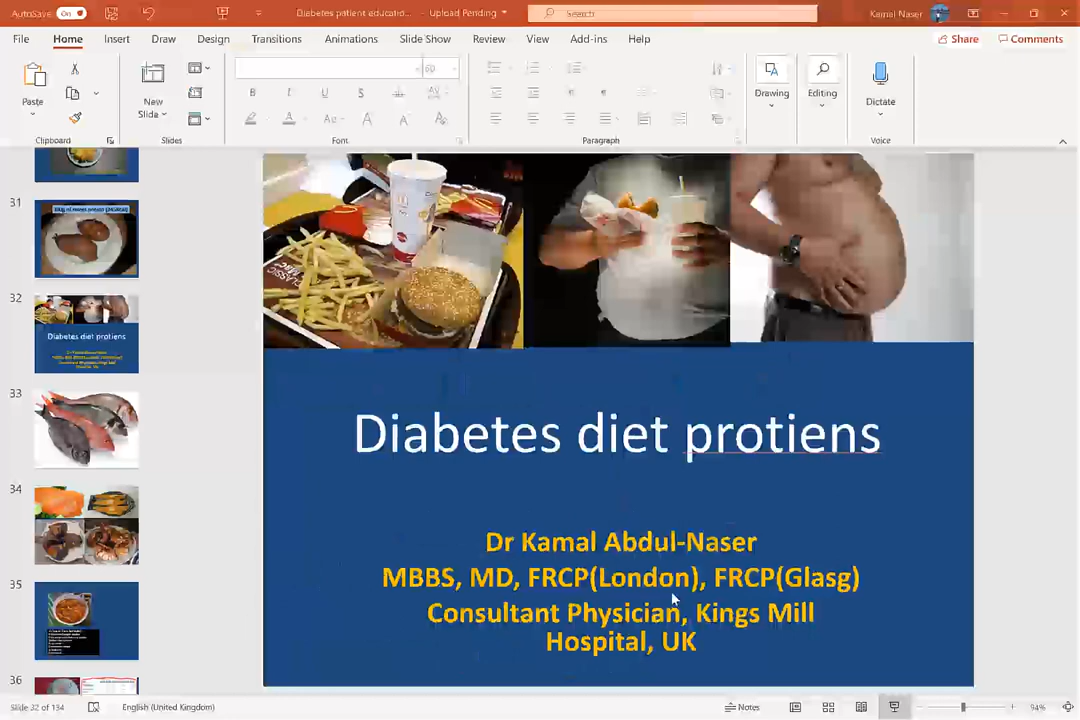 AutoSave On Diabetes patient educatio... - Upload Pending Search Kamal Naser
File Home Insert Draw Design Transitions Animations Slide Show Review View Add-ins Help Share Comments
60
Paste New Slide Drawing Editing Dictate
Clipboard Slides Font Paragraph Voice
31
32
Diabetes diet protiens
33
34
35
36
Diabetes diet protiens
Dr Kamal Abdul-Naser
MBBS, MD, FRCP(London), FRCP(Glasg)
Consultant Physician, Kings Mill
Hospital, UK
Slide 32 of 134 English (United Kingdom) Notes 94%